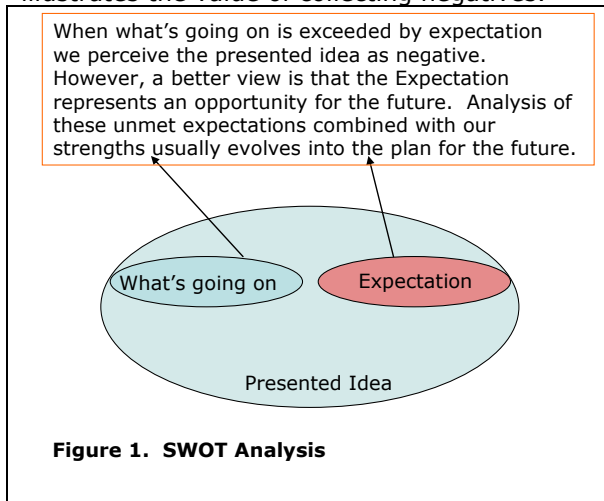 illustrates the value of collecting negatives.
When what's going on is exceeded by expectation
we perceive the presented idea as negative.
However, a better view is that the Expectation
represents an opportunity for the future.  Analysis of
these unmet expectations combined with our
strengths usually evolves into the plan for the future.
What's going on
Expectation
Presented Idea
Figure 1.  SWOT Analysis